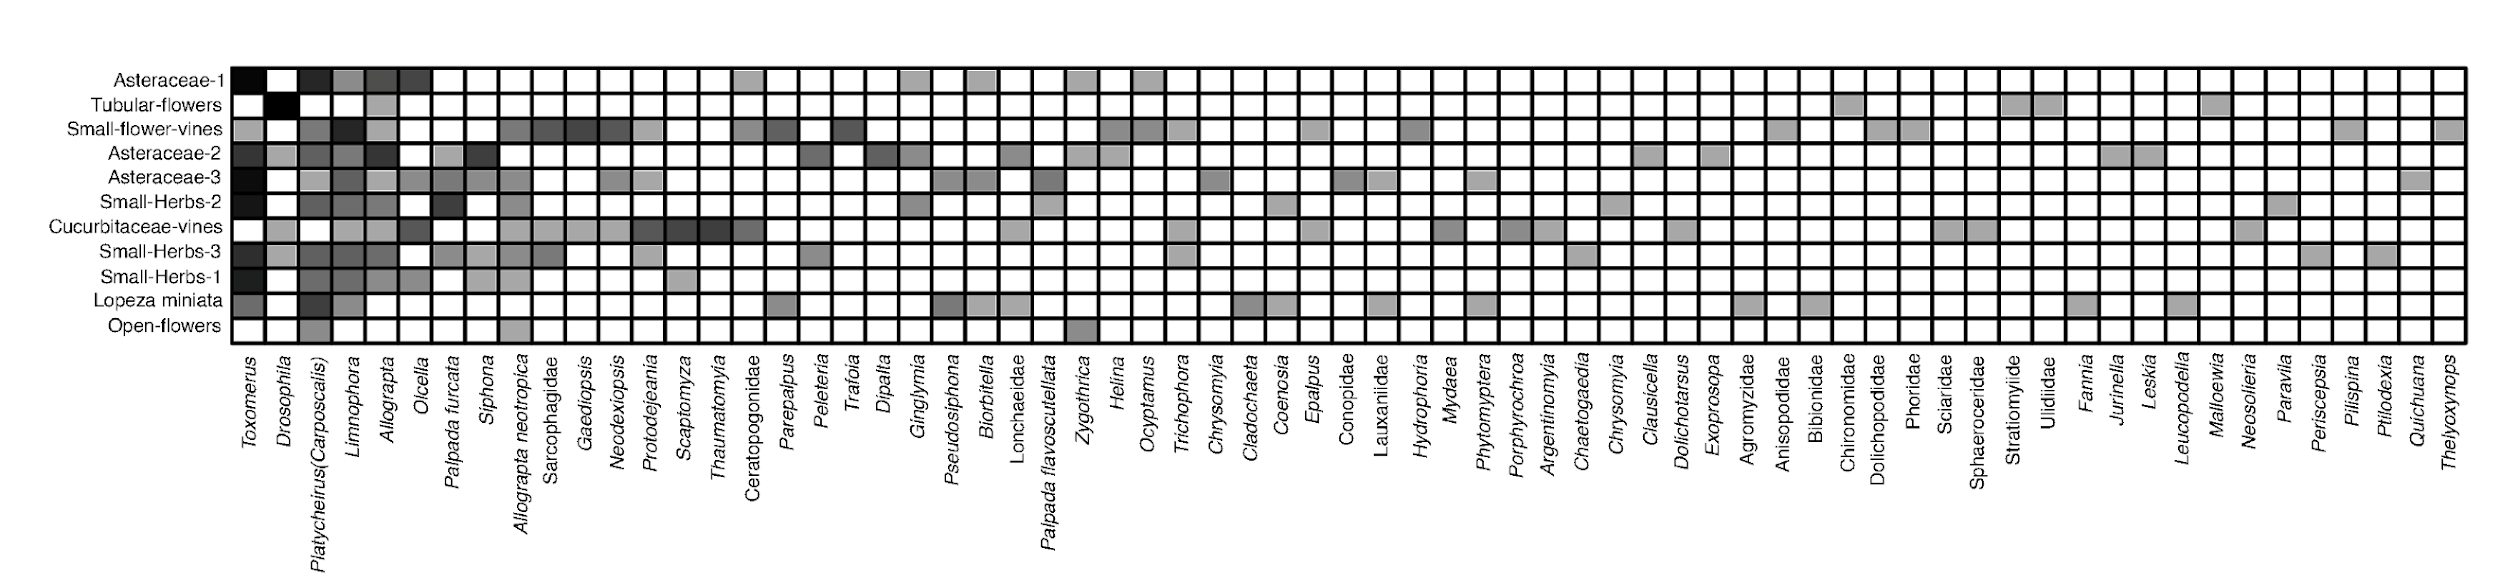 Asteraceae-1
Tubular-flowers
Small-flower-vines
Asteraceae-2
Asteraceae-3
Small-Herbs-2
Cucurbitaceae-vines
Small-Herbs-3
Small-Herbs-1
Lopeza miniata
Open-flowers
Toxomerus
Drosophila
Platycheirus(Carposcalis)
Limnophora
Allograpta
Olcella
Palpada furcata
Siphona
Allograpta neotropica
Sarcophagidae
Gaediopsis
Neodexiopsis
Protodejeania
Scaptomyza
Thaumatomyia
Ceratopogonidae
Parepalpus
Peleteria
Trafoia
Dipalta
Ginglymia
Pseudosiphona
Biorbitella
Lonchaeidae
Palpada flavoscutellata
Zygothrica
Helina
Ocyptamus
Trichophora
Chrysomyia
Cladochaeta
Coenosia
Epalpus
Conopidae
Lauxaniidae
Hydrophoria
Mydaea
Phytomyptera
Porphyrochroa
Argentinomyia
Chaetogaedia
Chrysomyia
Clausicella
Dolichotarsus
Exoprosopa
Agromyzidae
Anisopodidae
Bibionidae
Chironomidae
Dolichopodidae
Phoridae
Sciaridae
Sphaeroceridae
Stratiomyiide
Ulidiidae
Fannia
Jurinella
Leskia
Leucopodella
Malloewia
Neosolieria
Paravila
Periscepsia
Pilispina
Ptilodexia
Quichuana
Thelyoxynops